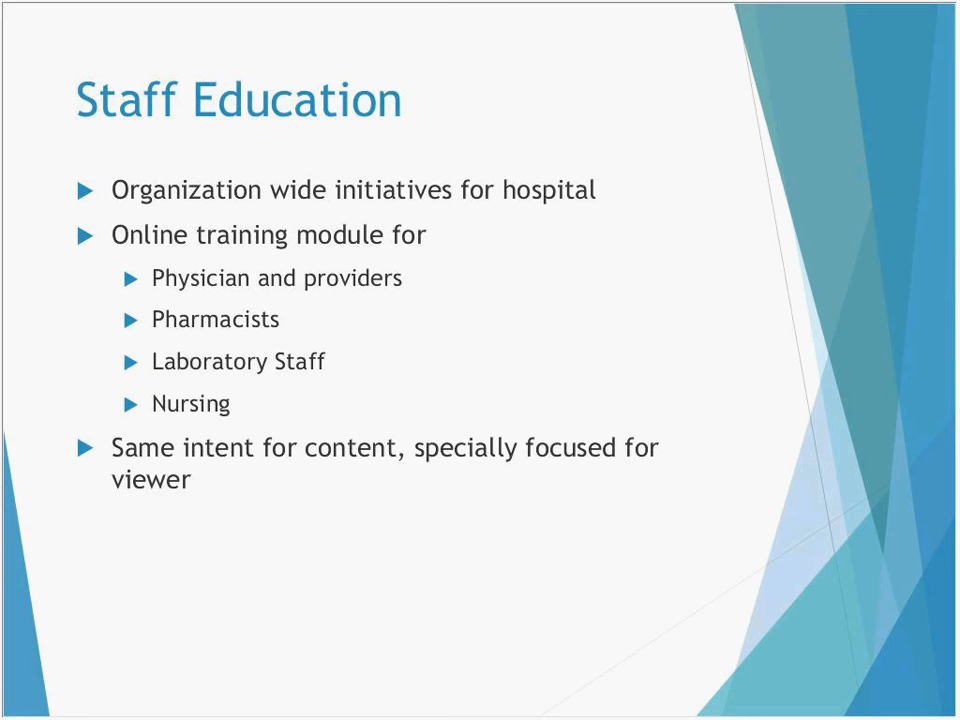 Staff Education
Organization wide initiatives for hospital
Online training module for
Physician and providers
Pharmacists
Laboratory Staff
Nursing
Same intent for content, specially focused for
viewer